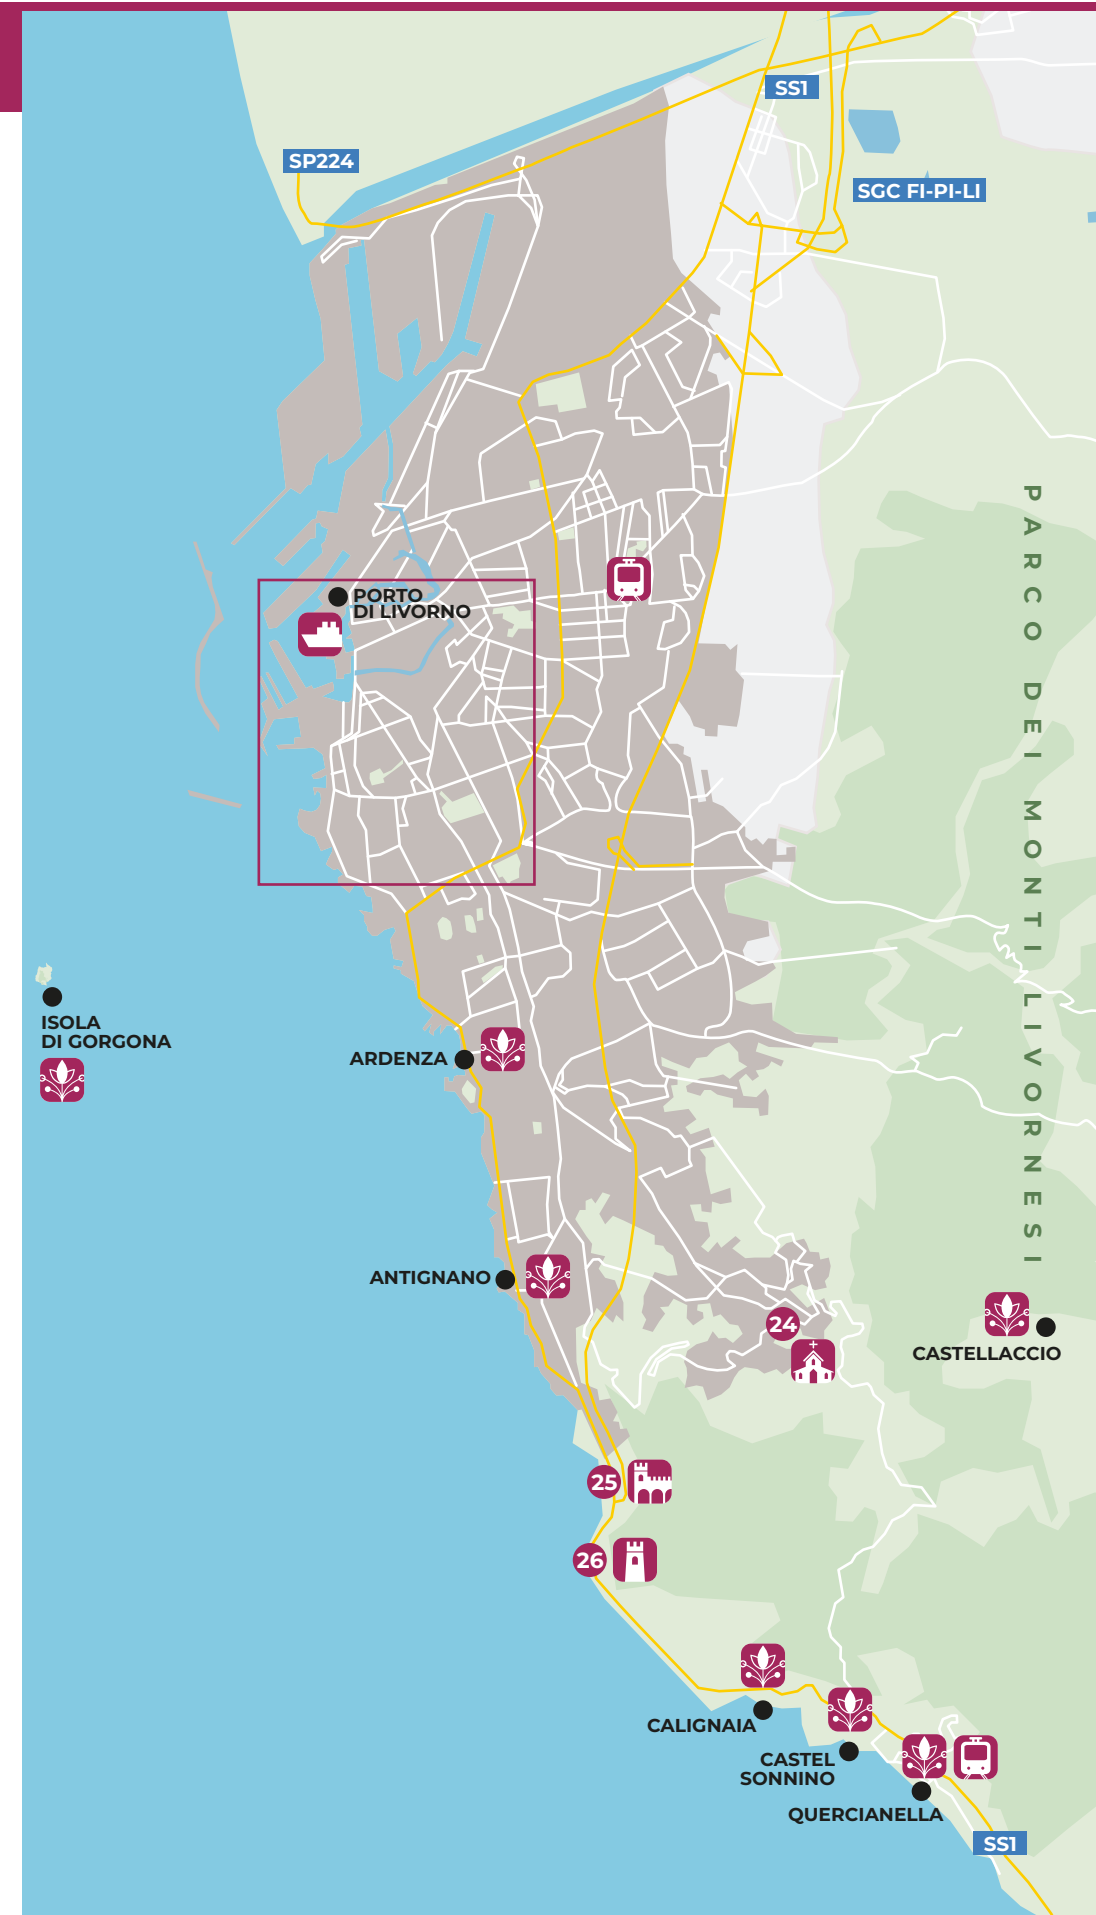 SS1
SP224
SGC FI-PI-LI
PARCO DEI MONTI LIVORNESI
PORTO
DI LIVORNO
ISOLA
DI GORGONA
ARDENZA
ANTIGNANO
24
CASTELLACCIO
25
26
CALIGNAIA
CASTEL
SONNINO
QUERCIANELLA
SS1